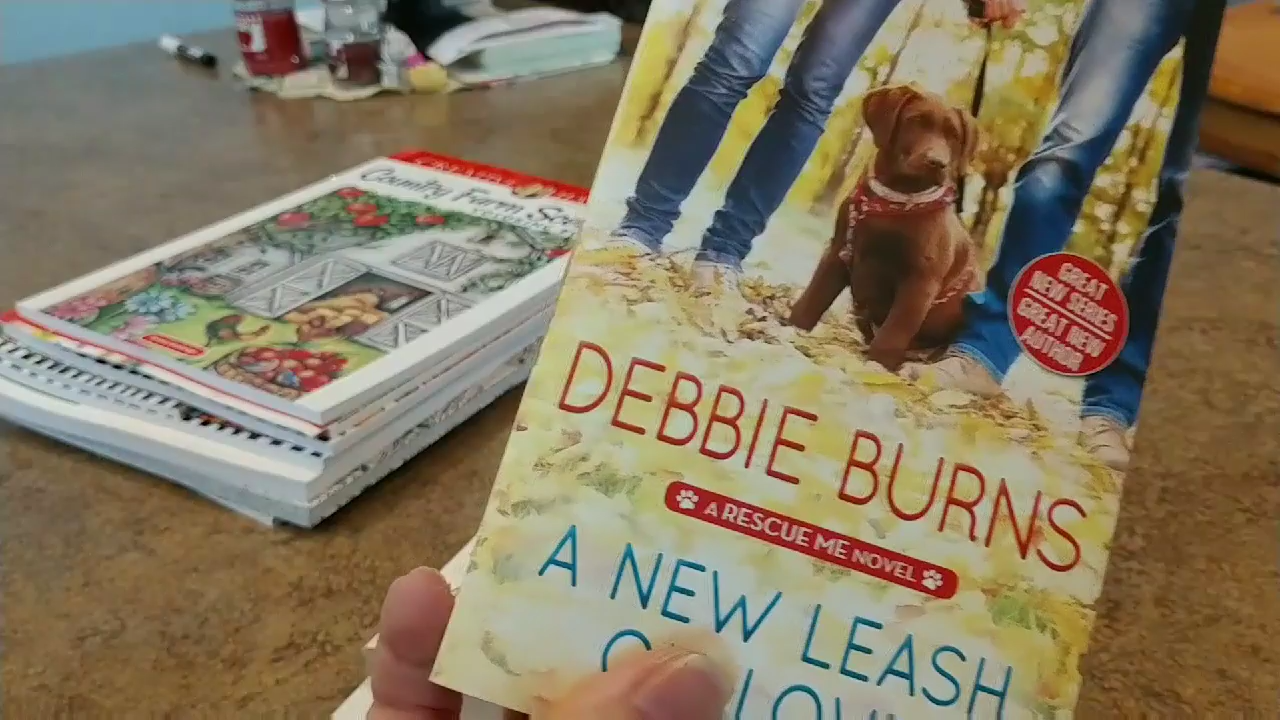 Country Farm
GREAT
NEW SERIES
GREAT NEW
AUTHOR
DEBBIE BURNS
A RESCUE ME NOVEL
A NEW LEASH